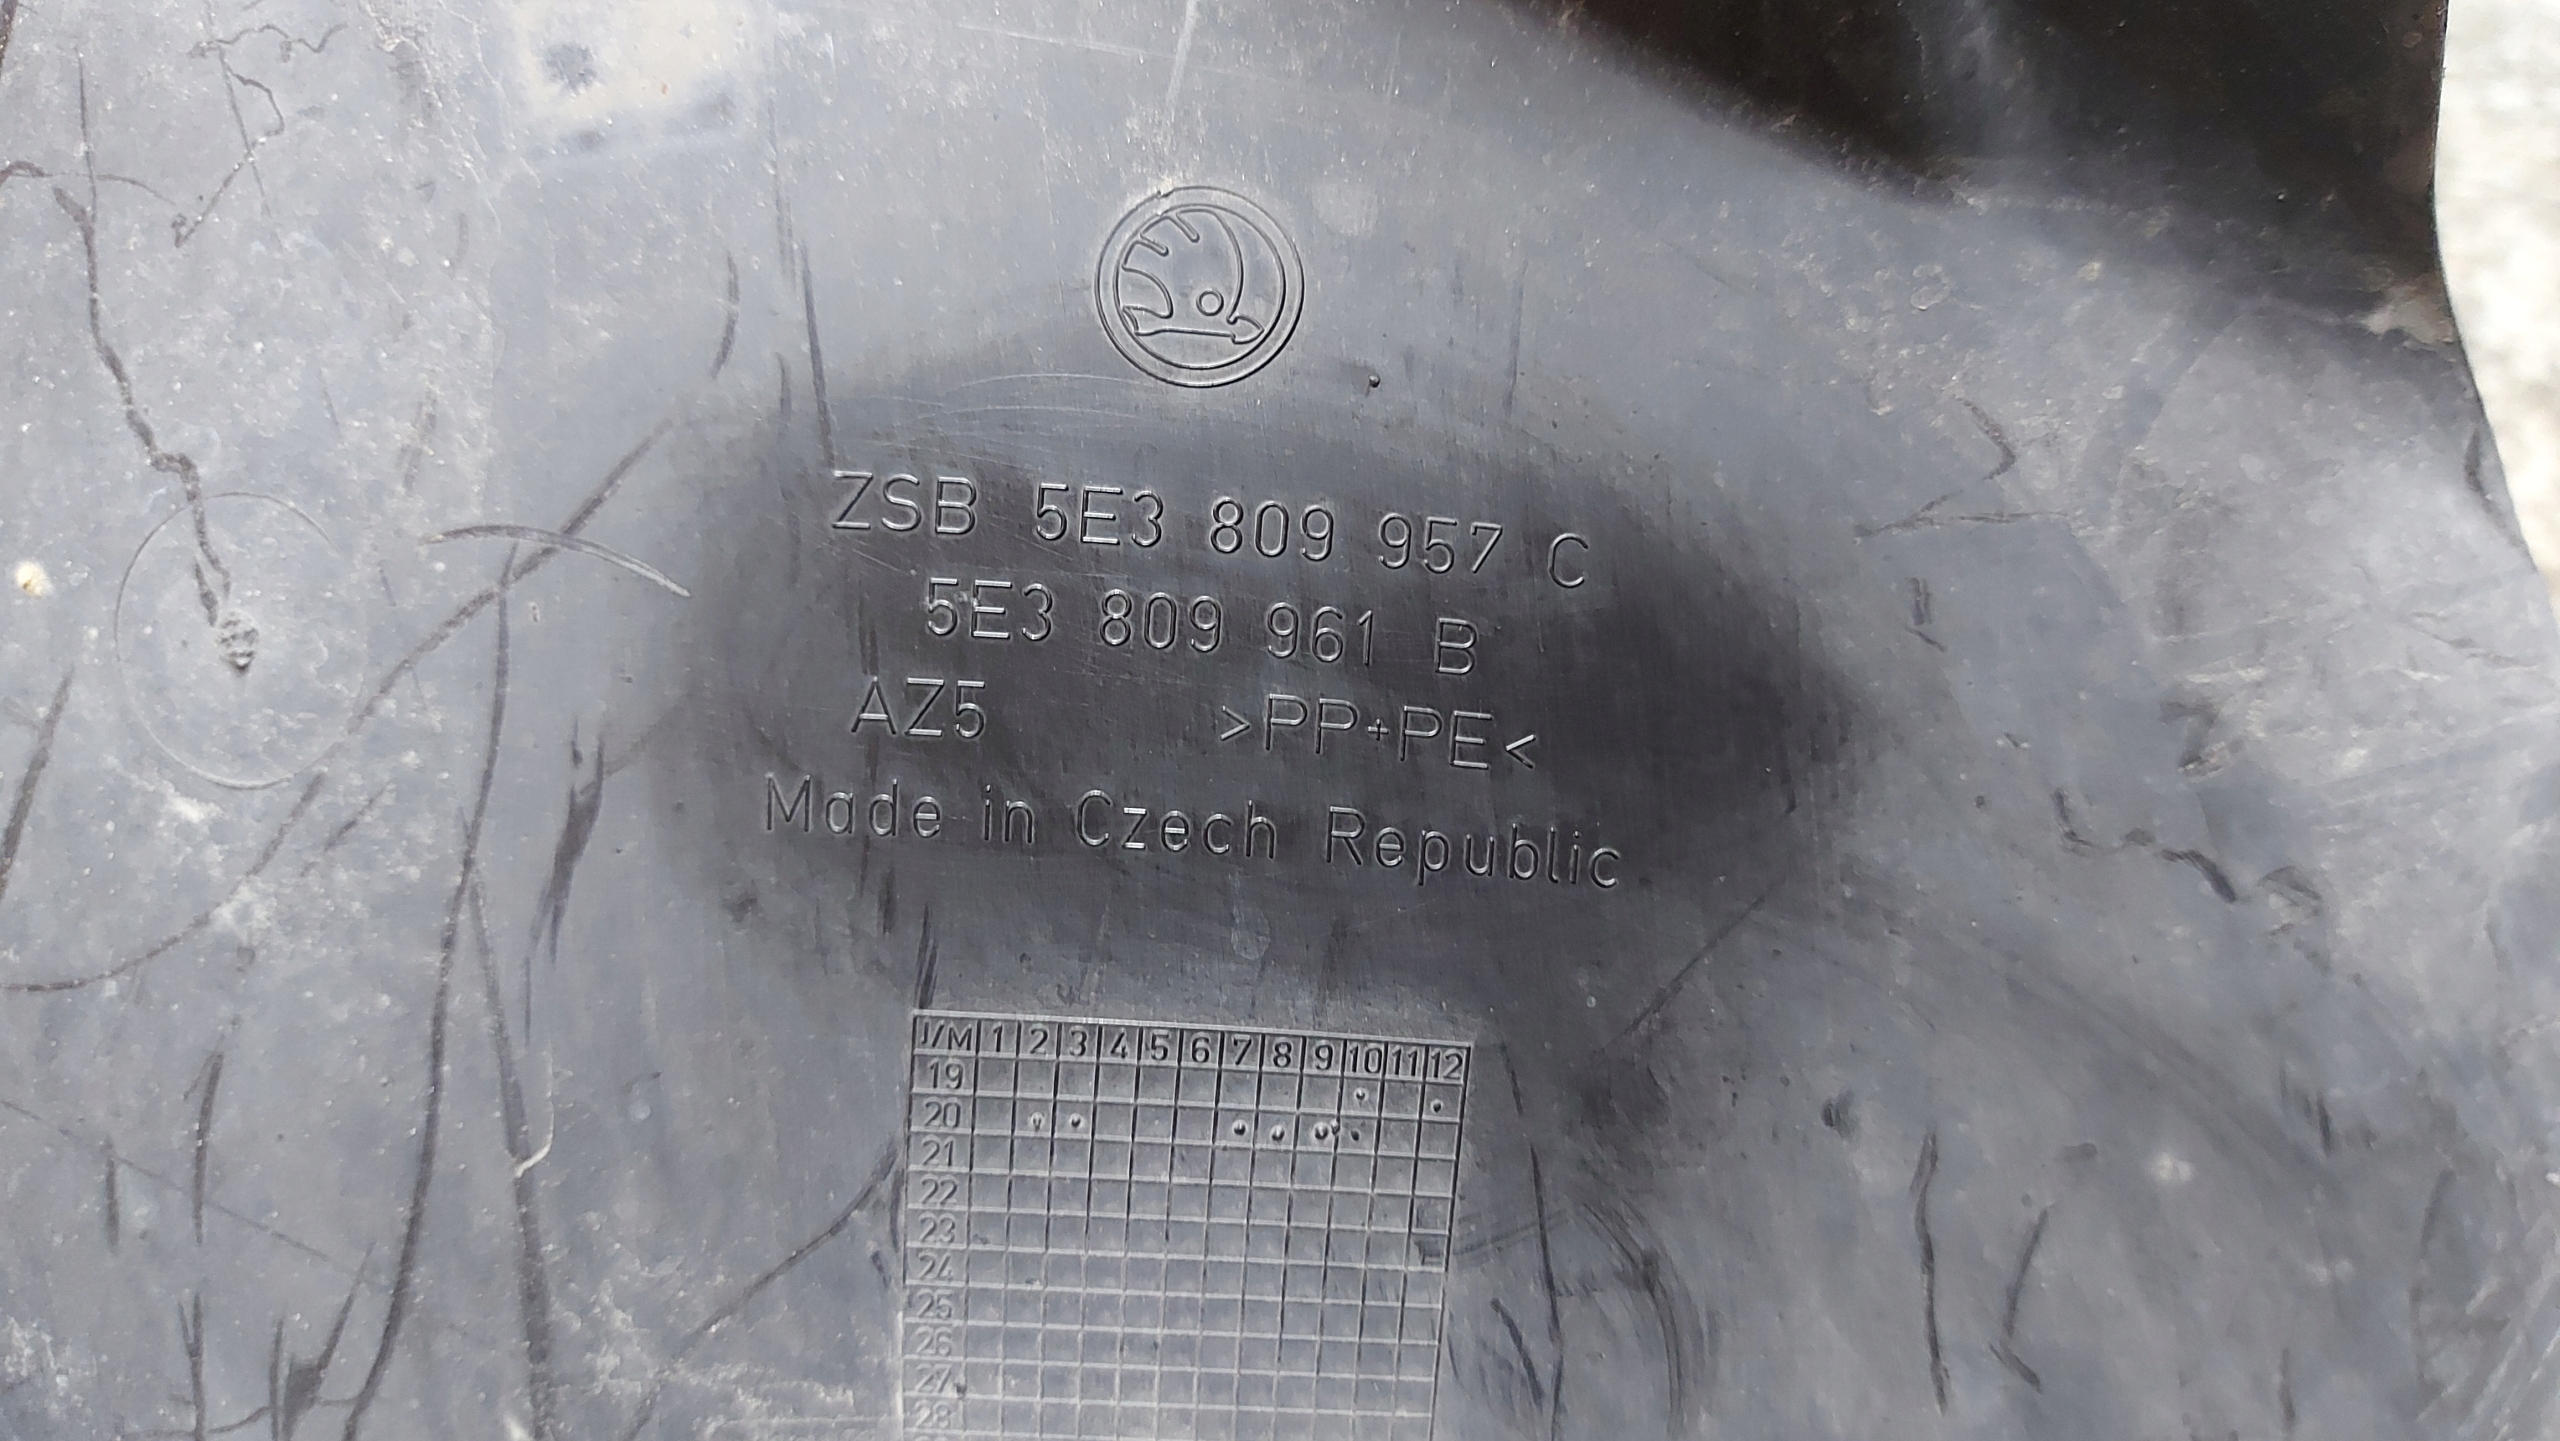 ZSB 5E3 809 957 C
5E3 809 961 B
AZ5 >PP+PE<
Made in Czech Republic
J/M 1 2 3 4 5 6 7 8 9 10 11 12
19
20
21
22
23
24
25
26
27
28